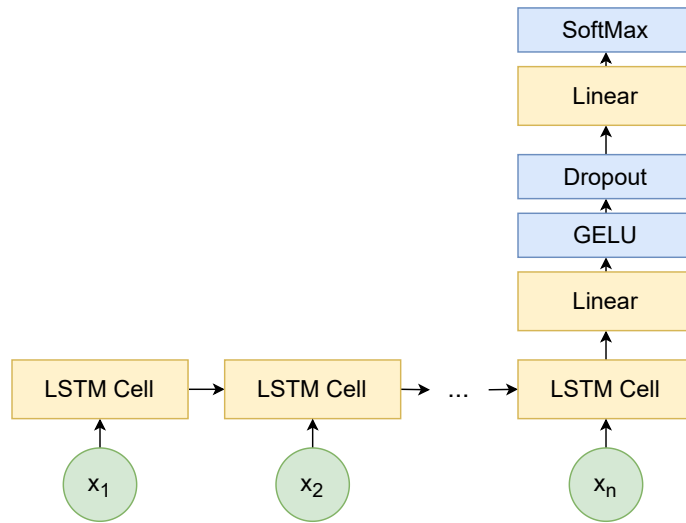 SoftMax
Linear
Dropout
GELU
Linear
LSTM Cell LSTM Cell ... LSTM Cell
x₁ x₂ xₙ